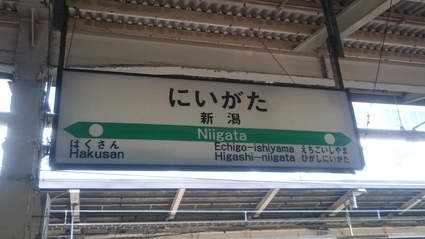 にいがた
新潟
Niigata
はくさん
Hakusan
Echigo-ishiyama えちごいしやま
Higashi-niigata ひがしにいがた